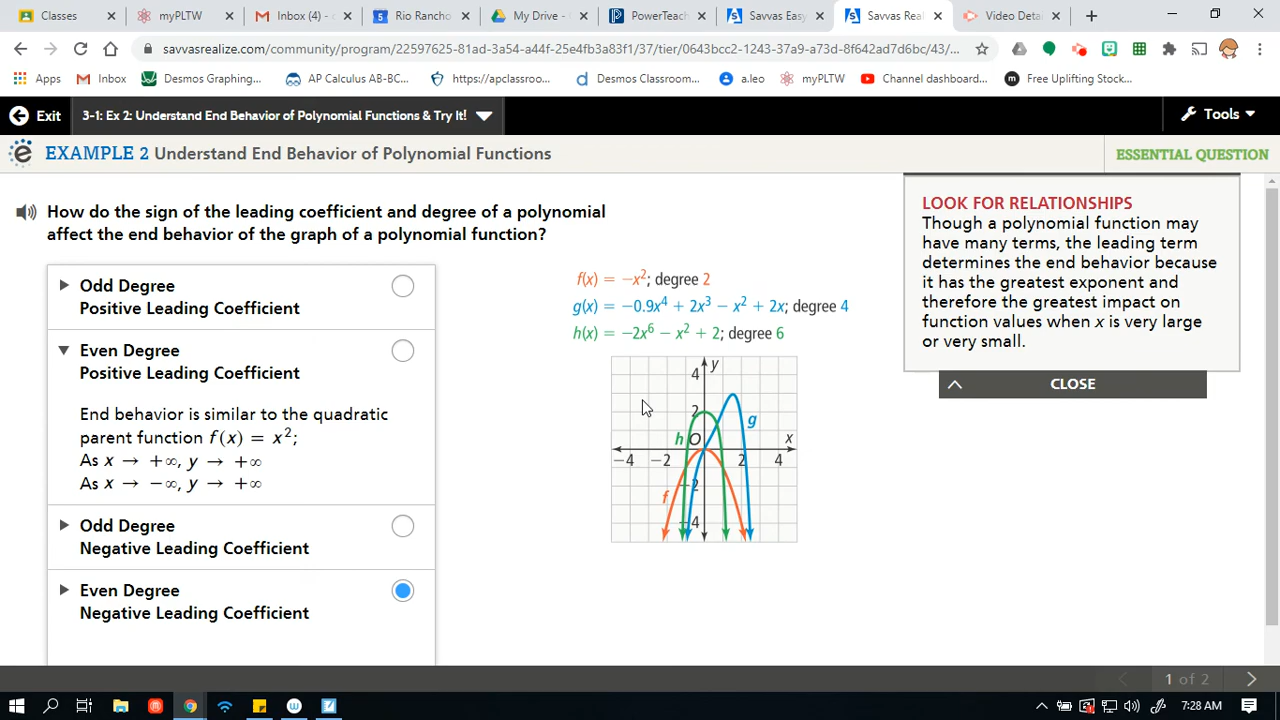 Classes
myPLTW
Inbox (4) - c
Rio Rancho
My Drive -
PowerTeach
Savvas Easy
Savvas Rea
Video Deta
savvasrealize.com/community/program/22597625-81ad-3a54-a44f-25e4fb3a83f1/37/tier/0643bcc2-1243-37a9-a73d-8f642ad7d6bc/43/...
Apps
Inbox
Desmos Graphing...
AP Calculus AB-BC...
https://apclassroo...
Desmos Classroom...
a.leo
myPLTW
Channel dashboard...
Free Uplifting Stock...
Exit
3-1: Ex 2: Understand End Behavior of Polynomial Functions & Try It!
Tools
EXAMPLE 2 Understand End Behavior of Polynomial Functions
ESSENTIAL QUESTION
How do the sign of the leading coefficient and degree of a polynomial
affect the end behavior of the graph of a polynomial function?
Odd Degree
Positive Leading Coefficient
Even Degree
Positive Leading Coefficient
End behavior is similar to the quadratic
parent function f(x) = x²;
As x → +∞, y → +∞
As x → −∞, y → +∞
Odd Degree
Negative Leading Coefficient
Even Degree
Negative Leading Coefficient
f(x) = −x²; degree 2
g(x) = −0.9x⁴ + 2x³ − x² + 2x; degree 4
h(x) = −2x⁶ − x² + 2; degree 6
4 y
2
g
h O x
−4 −2 2 4
f −2
−4
LOOK FOR RELATIONSHIPS
Though a polynomial function may
have many terms, the leading term
determines the end behavior because
it has the greatest exponent and
therefore the greatest impact on
function values when x is very large
or very small.
CLOSE
1 of 2
7:28 AM